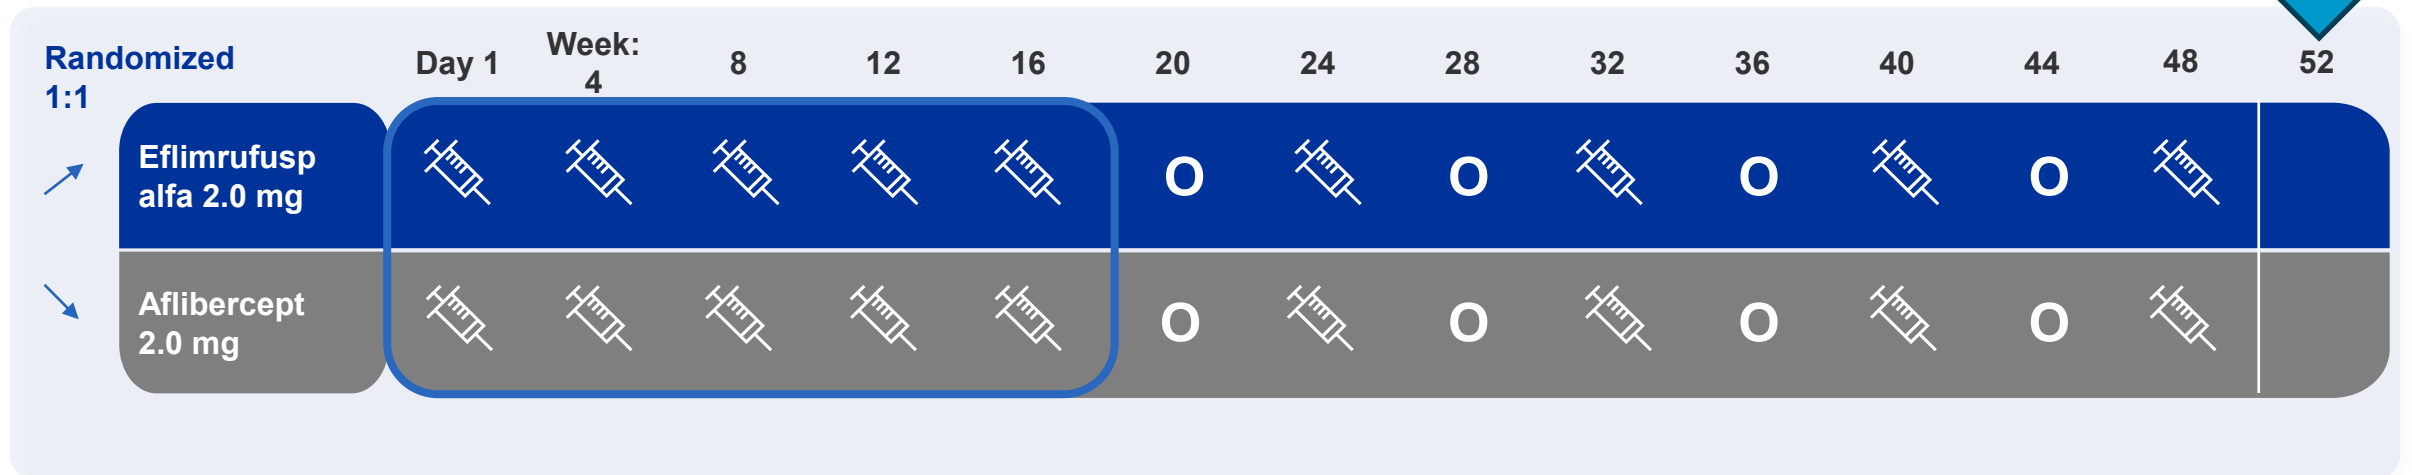 Randomized
1:1
Day 1
Week:
4
8
12
16
20
24
28
32
36
40
44
48
52
Eflimrufusp
alfa 2.0 mg
O
O
O
O
Aflibercept
2.0 mg
O
O
O
O